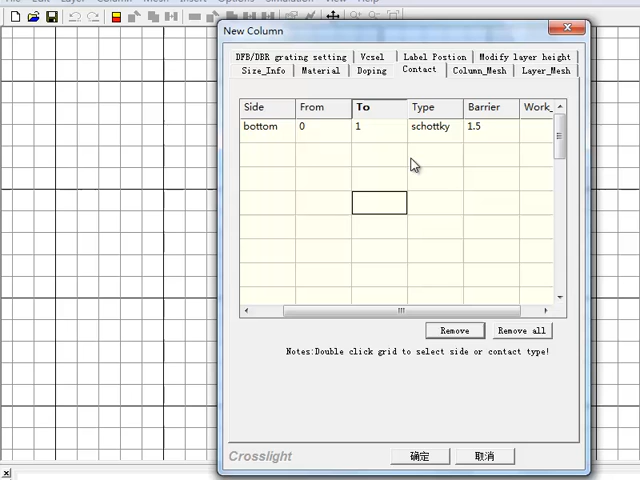 New Column
DFB/DBR grating setting Vcsel Label Postion Modify layer height
Size_Info Material Doping Contact Column_Mesh Layer_Mesh
Side From To Type Barrier Work_
bottom 0 1 schottky 1.5
Remove Remove all
Notes:Double click grid to select side or contact type!
Crosslight 确定 取消